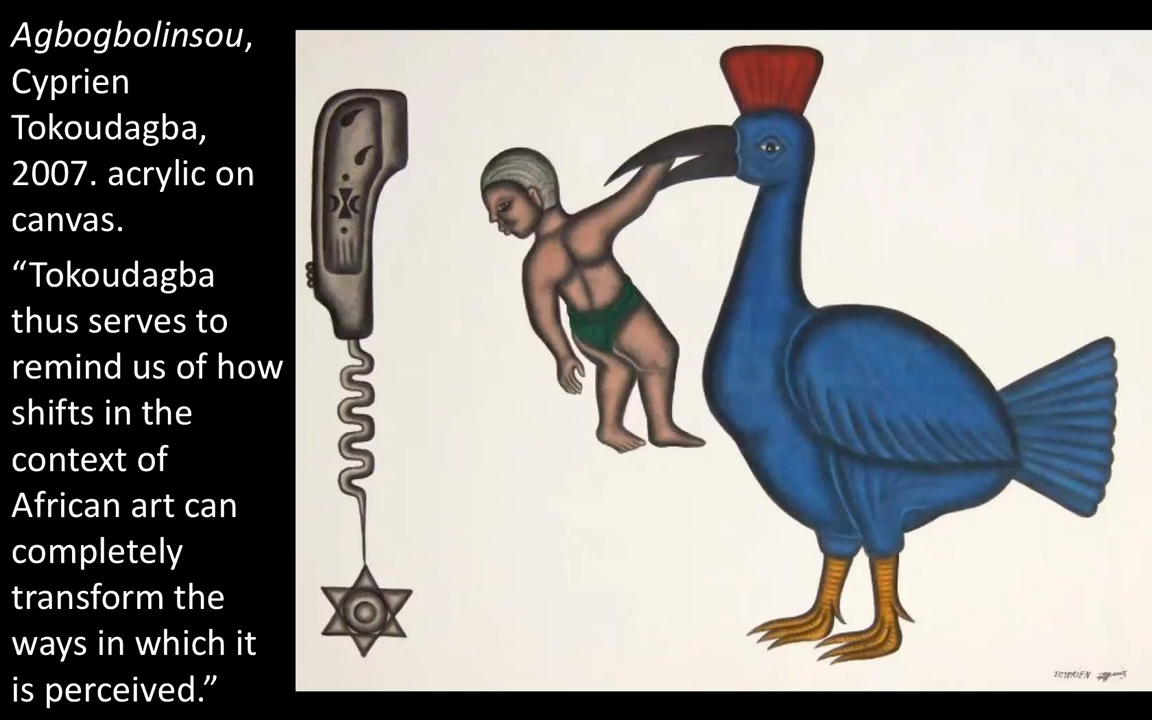 Agbogbolinsou,
Cyprien
Tokoudagba,
2007. acrylic on
canvas.
“Tokoudagba
thus serves to
remind us of how
shifts in the
context of
African art can
completely
transform the
ways in which it
is perceived.”